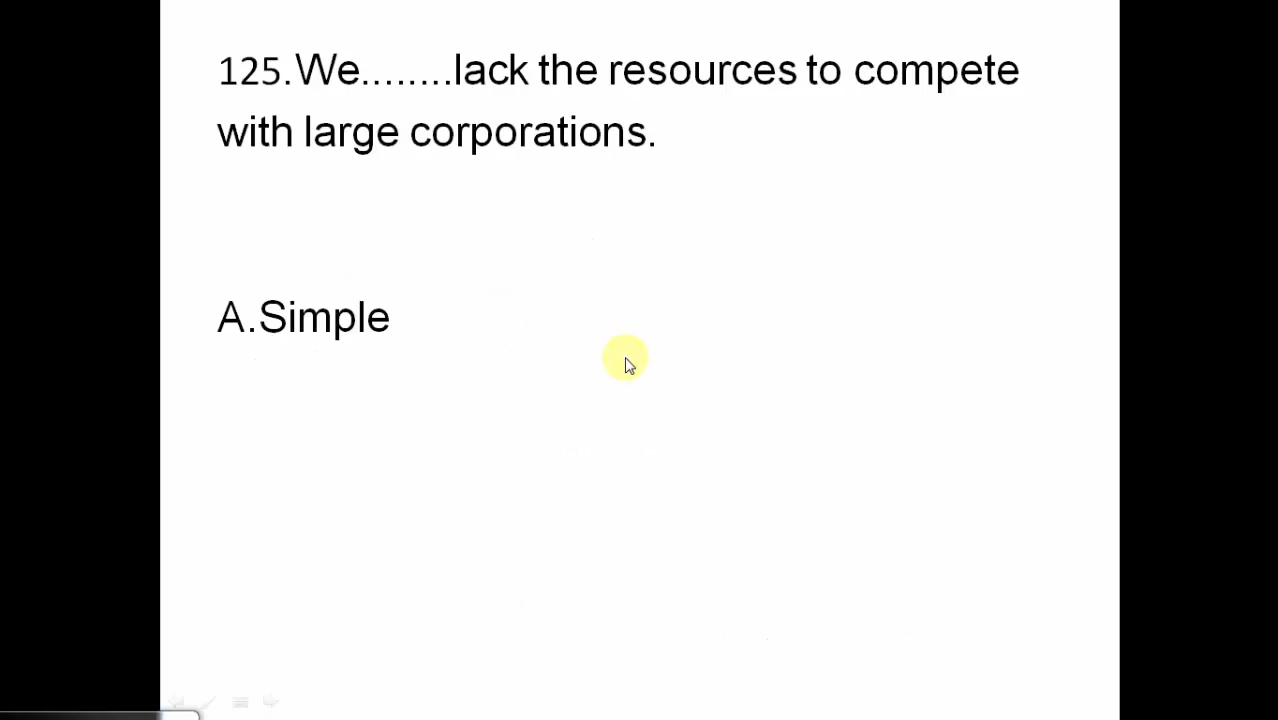 125.We........lack the resources to compete
with large corporations.
A.Simple